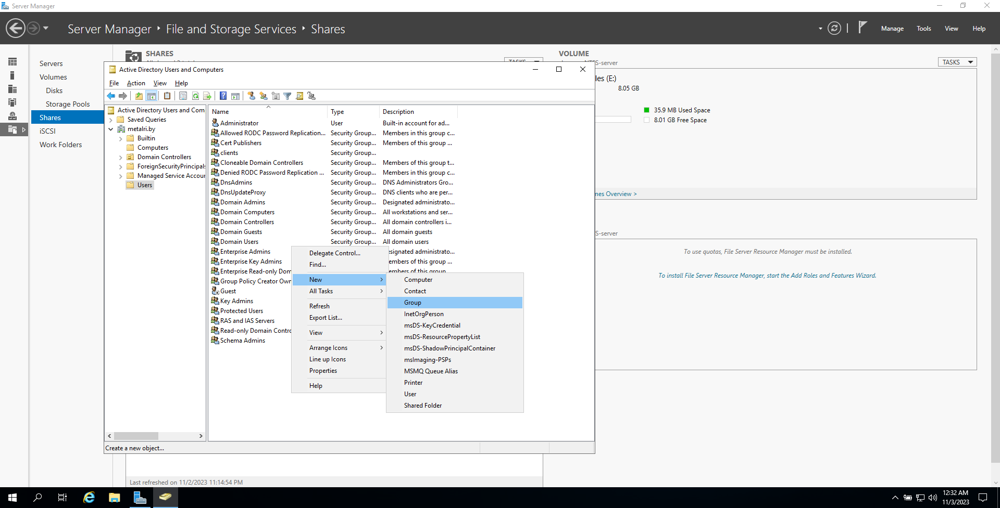 Server Manager
Server Manager ‣ File and Storage Services ‣ Shares
Manage
Tools
View
Help
Servers
Volumes
Disks
Storage Pools
Shares
iSCSI
Work Folders
SHARES
TASKS
VOLUME
S-server
TASKS
les (E:)
8.05 GB
35.9 MB Used Space
8.01 GB Free Space
nes Overview >
S-server
To use quotas, File Server Resource Manager must be installed.
To install File Server Resource Manager, start the Add Roles and Features Wizard.
Active Directory Users and Computers
File Action View Help
Active Directory Users and Com
Saved Queries
metalri.by
Builtin
Computers
Domain Controllers
ForeignSecurityPrincipals
Managed Service Accour
Users
Name Type Description
Administrator User Built-in account for ad...
Allowed RODC Password Replication... Security Group... Members in this group c...
Cert Publishers Security Group... Members of this group ...
clients Security Group...
Cloneable Domain Controllers Security Group... Members of this group t...
Denied RODC Password Replication ... Security Group... Members in this group c...
DnsAdmins Security Group... DNS Administrators Gro...
DnsUpdateProxy Security Group... DNS clients who are per...
Domain Admins Security Group... Designated administrato...
Domain Computers Security Group... All workstations and ser...
Domain Controllers Security Group... All domain controllers i...
Domain Guests Security Group... All domain guests
Domain Users Security Group... All domain users
Enterprise Admins esignated administrato...
Enterprise Key Admins embers of this group ...
Enterprise Read-only Dom embers of this group
Group Policy Creator Own
Guest
Key Admins
Protected Users
RAS and IAS Servers
Read-only Domain Contro
Schema Admins
Delegate Control...
Find...
New
All Tasks
Refresh
Export List...
View
Arrange Icons
Line up Icons
Properties
Help
Computer
Contact
Group
InetOrgPerson
msDS-KeyCredential
msDS-ResourcePropertyList
msDS-ShadowPrincipalContainer
msImaging-PSPs
MSMQ Queue Alias
Printer
User
Shared Folder
Create a new object...
Last refreshed on 11/2/2023 11:14:54 PM
12:32 AM
11/3/2023